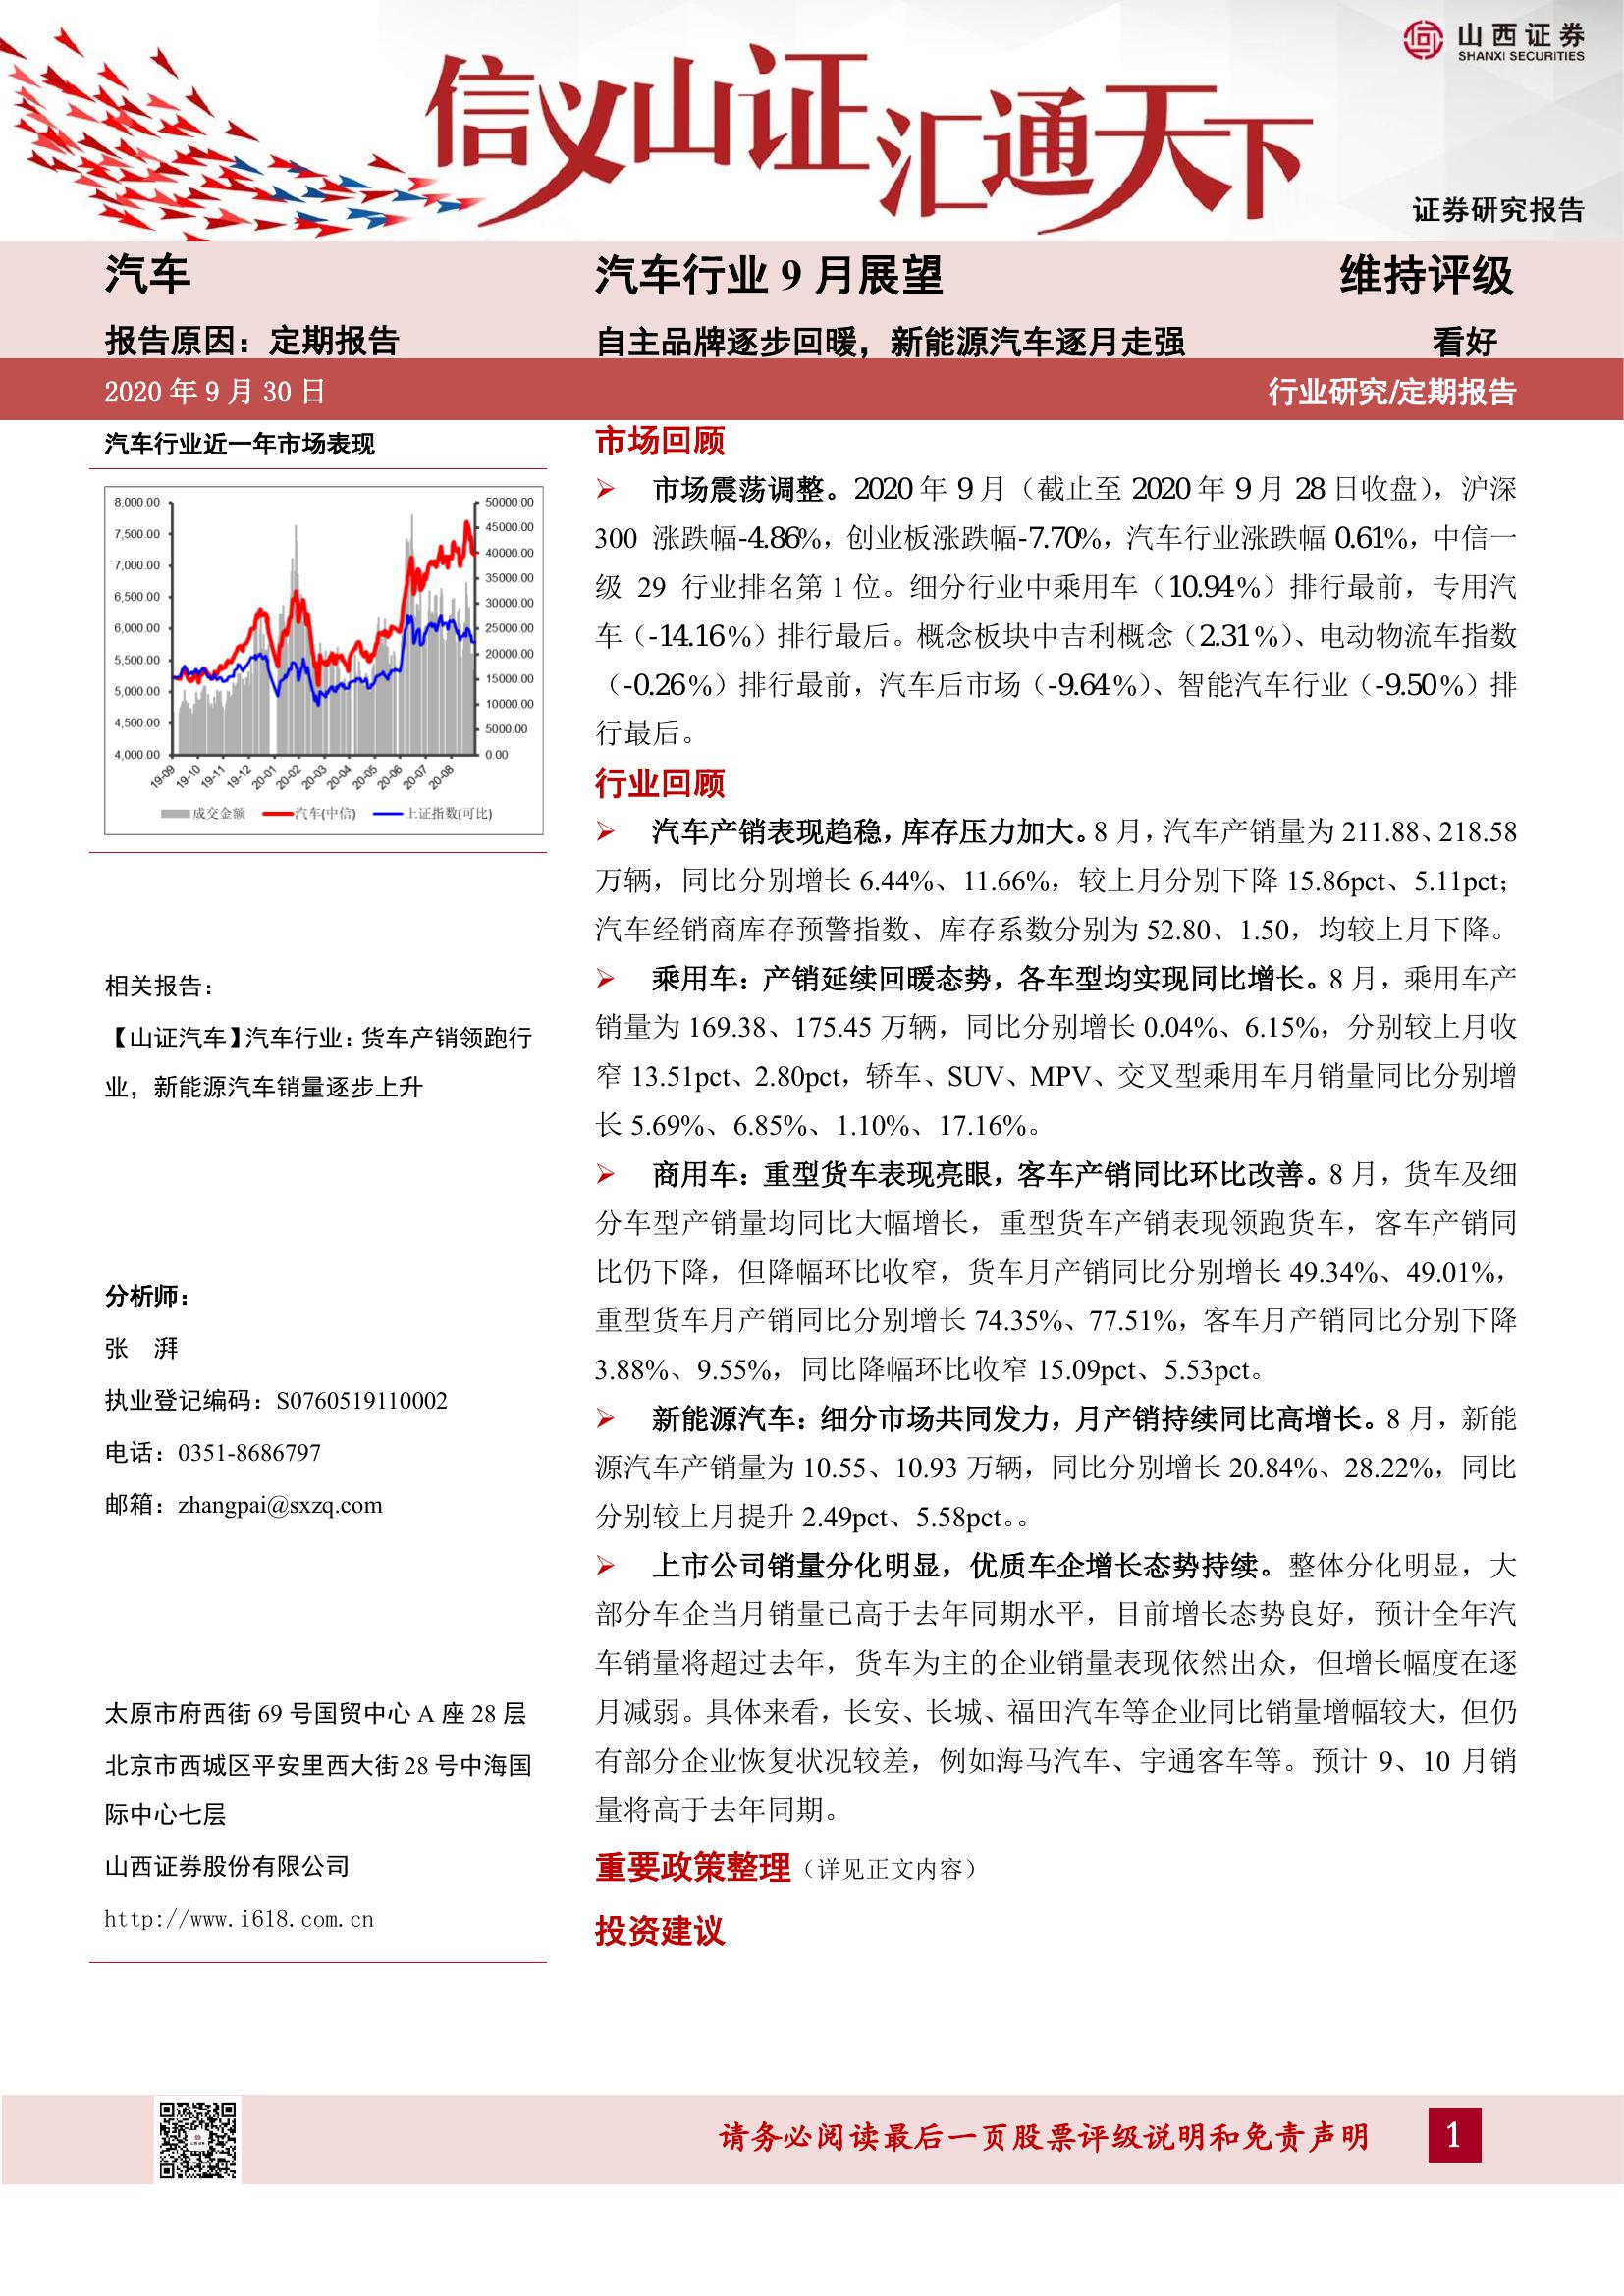 信义山证汇通天下
山西证券
SHANXI SECURITIES
证券研究报告
汽车
汽车行业 9 月展望
维持评级
报告原因：定期报告
自主品牌逐步回暖，新能源汽车逐月走强
看好
2020 年 9 月 30 日
行业研究/定期报告
汽车行业近一年市场表现
8,000.00
7,500.00
7,000.00
6,500.00
6,000.00
5,500.00
5,000.00
4,500.00
4,000.00
50000.00
45000.00
40000.00
35000.00
30000.00
25000.00
20000.00
15000.00
10000.00
5000.00
0.00
19-09
19-10
19-11
19-12
20-01
20-02
20-03
20-04
20-05
20-06
20-07
20-08
成交金额 汽车(中信) 上证指数(可比)
相关报告：
【山证汽车】汽车行业：货车产销领跑行
业，新能源汽车销量逐步上升
分析师：
张 湃
执业登记编码：S0760519110002
电话：0351-8686797
邮箱：zhangpai@sxzq.com
太原市府西街 69 号国贸中心 A 座 28 层
北京市西城区平安里西大街 28 号中海国
际中心七层
山西证券股份有限公司
http://www.i618.com.cn
市场回顾
➢ 市场震荡调整。2020 年 9 月（截止至 2020 年 9 月 28 日收盘），沪深
300 涨跌幅-4.86%，创业板涨跌幅-7.70%，汽车行业涨跌幅 0.61%，中信一
级 29 行业排名第 1 位。细分行业中乘用车（10.94%）排行最前，专用汽
车（-14.16%）排行最后。概念板块中吉利概念（2.31%）、电动物流车指数
（-0.26%）排行最前，汽车后市场（-9.64%）、智能汽车行业（-9.50%）排
行最后。
行业回顾
➢ 汽车产销表现趋稳，库存压力加大。8 月，汽车产销量为 211.88、218.58
万辆，同比分别增长 6.44%、11.66%，较上月分别下降 15.86pct、5.11pct；
汽车经销商库存预警指数、库存系数分别为 52.80、1.50，均较上月下降。
➢ 乘用车：产销延续回暖态势，各车型均实现同比增长。8 月，乘用车产
销量为 169.38、175.45 万辆，同比分别增长 0.04%、6.15%，分别较上月收
窄 13.51pct、2.80pct，轿车、SUV、MPV、交叉型乘用车月销量同比分别增
长 5.69%、6.85%、1.10%、17.16%。
➢ 商用车：重型货车表现亮眼，客车产销同比环比改善。8 月，货车及细
分车型产销量均同比大幅增长，重型货车产销表现领跑货车，客车产销同
比仍下降，但降幅环比收窄，货车月产销同比分别增长 49.34%、49.01%，
重型货车月产销同比分别增长 74.35%、77.51%，客车月产销同比分别下降
3.88%、9.55%，同比降幅环比收窄 15.09pct、5.53pct。
➢ 新能源汽车：细分市场共同发力，月产销持续同比高增长。8 月，新能
源汽车产销量为 10.55、10.93 万辆，同比分别增长 20.84%、28.22%，同比
分别较上月提升 2.49pct、5.58pct。。
➢ 上市公司销量分化明显，优质车企增长态势持续。整体分化明显，大
部分车企当月销量已高于去年同期水平，目前增长态势良好，预计全年汽
车销量将超过去年，货车为主的企业销量表现依然出众，但增长幅度在逐
月减弱。具体来看，长安、长城、福田汽车等企业同比销量增幅较大，但仍
有部分企业恢复状况较差，例如海马汽车、宇通客车等。预计 9、10 月销
量将高于去年同期。
重要政策整理（详见正文内容）
投资建议
请务必阅读最后一页股票评级说明和免责声明
1